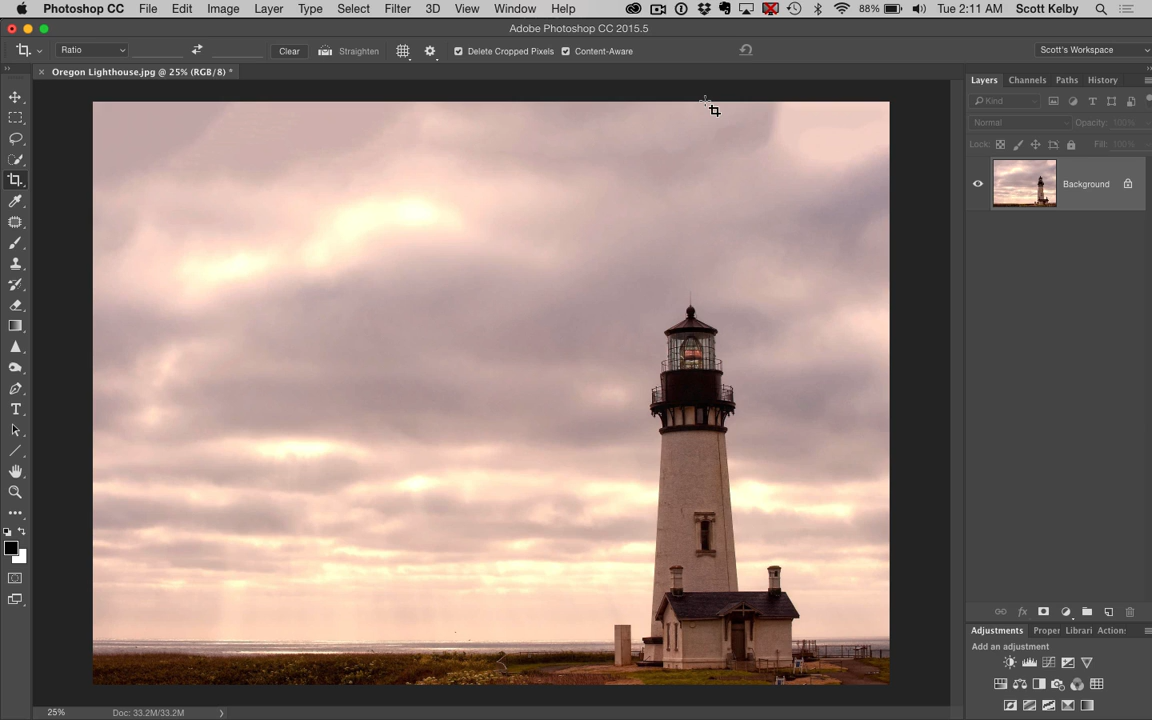 Photoshop CC File Edit Image Layer Type Select Filter 3D View Window Help 88% Tue 2:11 AM Scott Kelby
Adobe Photoshop CC 2015.5
Ratio Clear Straighten Delete Cropped Pixels Content-Aware Scott's Workspace
Oregon Lighthouse.jpg @ 25% (RGB/8) *
Layers Channels Paths History
Kind
Normal Opacity: 100%
Lock: Fill: 100%
Background
Adjustments Proper Librari Action:
Add an adjustment
25% Doc: 33.2M/33.2M